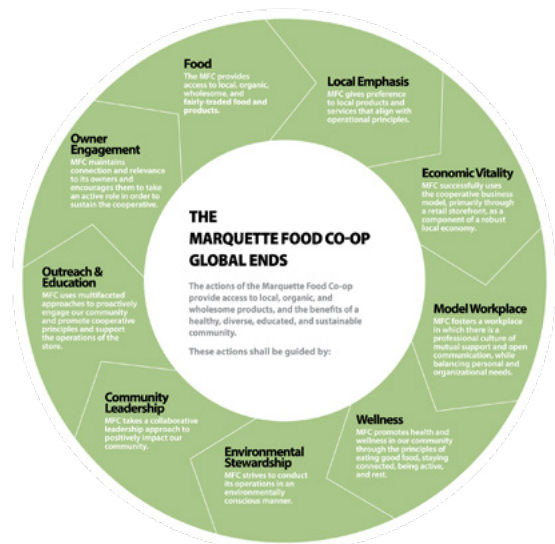 THE
MARQUETTE FOOD CO-OP
GLOBAL ENDS
The actions of the Marquette Food Co-op
provide access to local, organic, and
wholesome products, and the benefits of a
healthy, diverse, educated, and sustainable
community.
These actions shall be guided by:
Food
The MFC provides
access to local, organic,
wholesome, and
fairly-traded food and
products.
Local Emphasis
MFC gives preference
to local products and
services that align with
operational principles.
Economic Vitality
MFC successfully uses
the cooperative business
model, primarily through
a retail storefront, as a
component of a robust
local economy.
Model Workplace
MFC fosters a workplace
in which there is a
professional culture of
mutual support and open
communication, while
balancing personal and
organizational needs.
Wellness
MFC promotes health and
wellness in our community
through the principles of
eating good food, staying
connected, being active,
and rest.
Environmental
Stewardship
MFC strives to conduct
its operations in an
environmentally
conscious manner.
Community
Leadership
MFC takes a collaborative
leadership approach to
positively impact our
community.
Outreach &
Education
MFC uses multifaceted
approaches to proactively
engage our community
and promote cooperative
principles and support
the operations of the
store.
Owner
Engagement
MFC maintains
connection and relevance
to its owners and
encourages them to take
an active role in order to
sustain the cooperative.